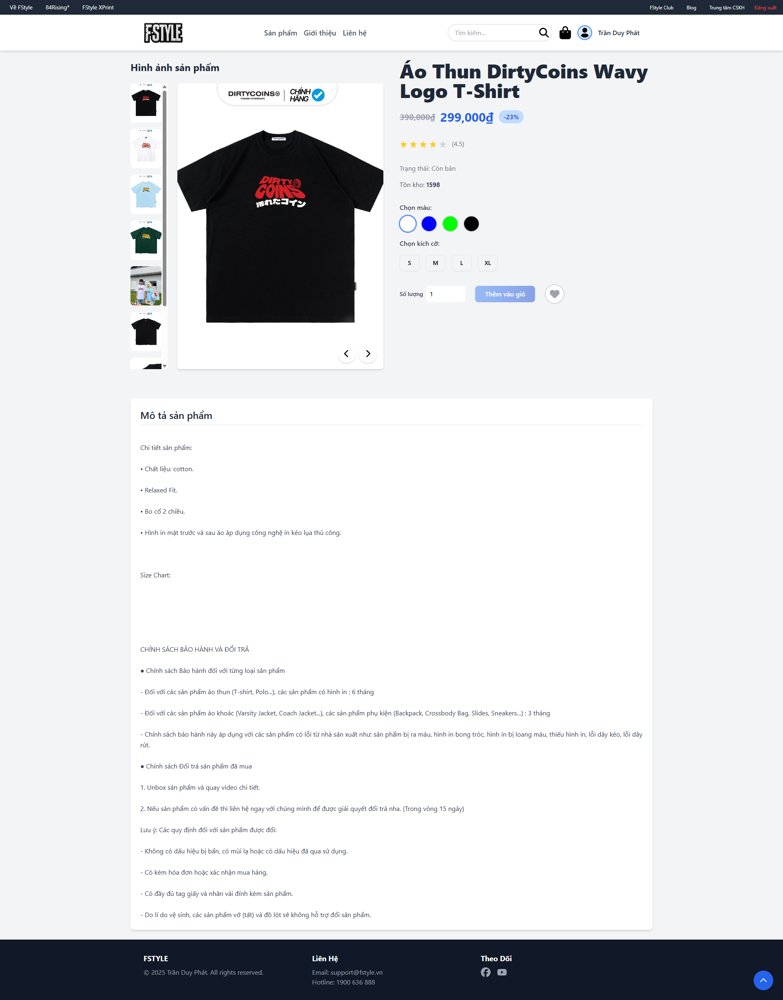 Về FStyle
84Rising*
FStyle XPrint
FStyle Club
Blog
Trung tâm CSKH
Đăng xuất
FSTYLE
Sản phẩm
Giới thiệu
Liên hệ
Tìm kiếm...
Trần Duy Phát
Hình ảnh sản phẩm
DIRTYCOINS
made in vietnam
CHÍNH
HÃNG
DIRTY
COINS
汚れたコイン
Áo Thun DirtyCoins Wavy
Logo T-Shirt
390,000₫ 299,000₫ -23%
(4.5)
Trạng thái: Còn bán
Tồn kho: 1598
Chọn màu:
Chọn kích cỡ:
S
M
L
XL
Số lượng
1
Thêm vào giỏ
Mô tả sản phẩm
Chi tiết sản phẩm:
• Chất liệu: cotton.
• Relaxed Fit.
• Bo cổ 2 chiều.
• Hình in mặt trước và sau áo áp dụng công nghệ in kéo lụa thủ công.
Size Chart:
CHÍNH SÁCH BẢO HÀNH VÀ ĐỔI TRẢ
● Chính sách Bảo hành đối với từng loại sản phẩm
- Đối với các sản phẩm áo thun (T-shirt, Polo...), các sản phẩm có hình in : 6 tháng
- Đối với các sản phẩm áo khoác (Varsity Jacket, Coach Jacket...), các sản phẩm phụ kiện (Backpack, Crossbody Bag, Slides, Sneakers...) : 3 tháng
- Chính sách bảo hành này áp dụng với các sản phẩm có lỗi từ nhà sản xuất như: sản phẩm bị ra màu, hình in bong tróc, hình in bị loang màu, thiếu hình in, lỗi dây kéo, lỗi dây
rút.
● Chính sách Đổi trả sản phẩm đã mua
1. Unbox sản phẩm và quay video chi tiết.
2. Nếu sản phẩm có vấn đề thì liên hệ ngay với chúng mình để được giải quyết đổi trả nha. (Trong vòng 15 ngày)
Lưu ý: Các quy định đối với sản phẩm được đổi:
- Không có dấu hiệu bị bẩn, có mùi lạ hoặc có dấu hiệu đã qua sử dụng.
- Có kèm hóa đơn hoặc xác nhận mua hàng.
- Có đầy đủ tag giấy và nhãn vải đính kèm sản phẩm.
- Do lí do vệ sinh, các sản phẩm vớ (tất) và đồ lót sẽ không hỗ trợ đổi sản phẩm.
FSTYLE
© 2025 Trần Duy Phát. All rights reserved.
Liên Hệ
Email: support@fstyle.vn
Hotline: 1900 636 888
Theo Dõi